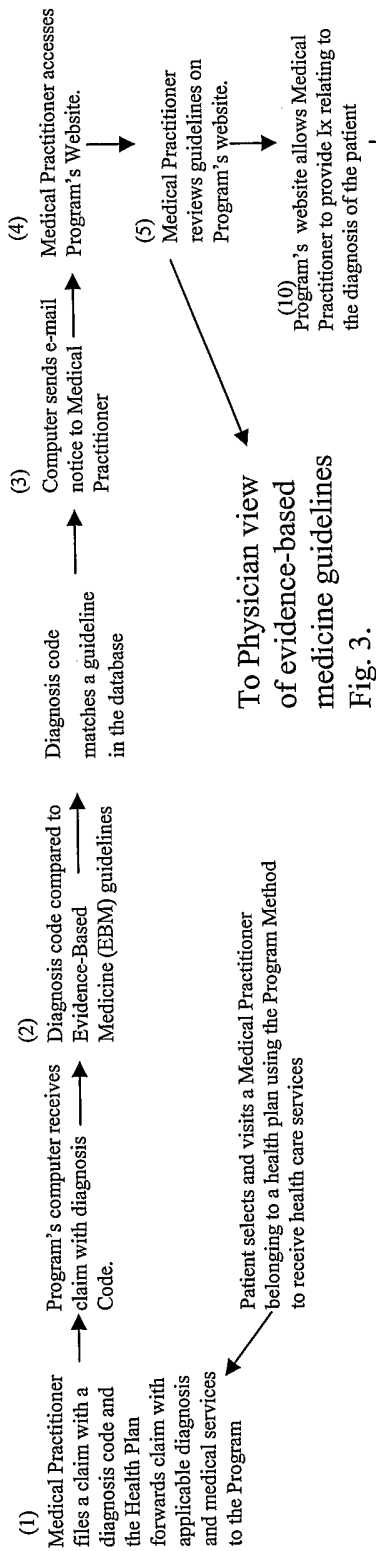 (1)
Medical Practitioner
files a claim with a
diagnosis code and
the Health Plan
forwards claim with
applicable diagnosis
and medical services
to the Program
Program's computer receives
claim with diagnosis
Code.
Patient selects and visits a Medical Practitioner
belonging to a health plan using the Program Method
to receive health care services
(2)
Diagnosis code compared to
Evidence-Based
Medicine (EBM) guidelines
Diagnosis code
matches a guideline
in the database
(3)
Computer sends e-mail
notice to Medical
Practitioner
(4)
Medical Practitioner accesses
Program's Website.
(5)
Medical Practitioner
reviews guidelines on
Program's website.
To Physician view
of evidence-based
medicine guidelines
Fig. 3.
(10)
Program's website allows Medical
Practitioner to provide Ix relating to
the diagnosis of the patient